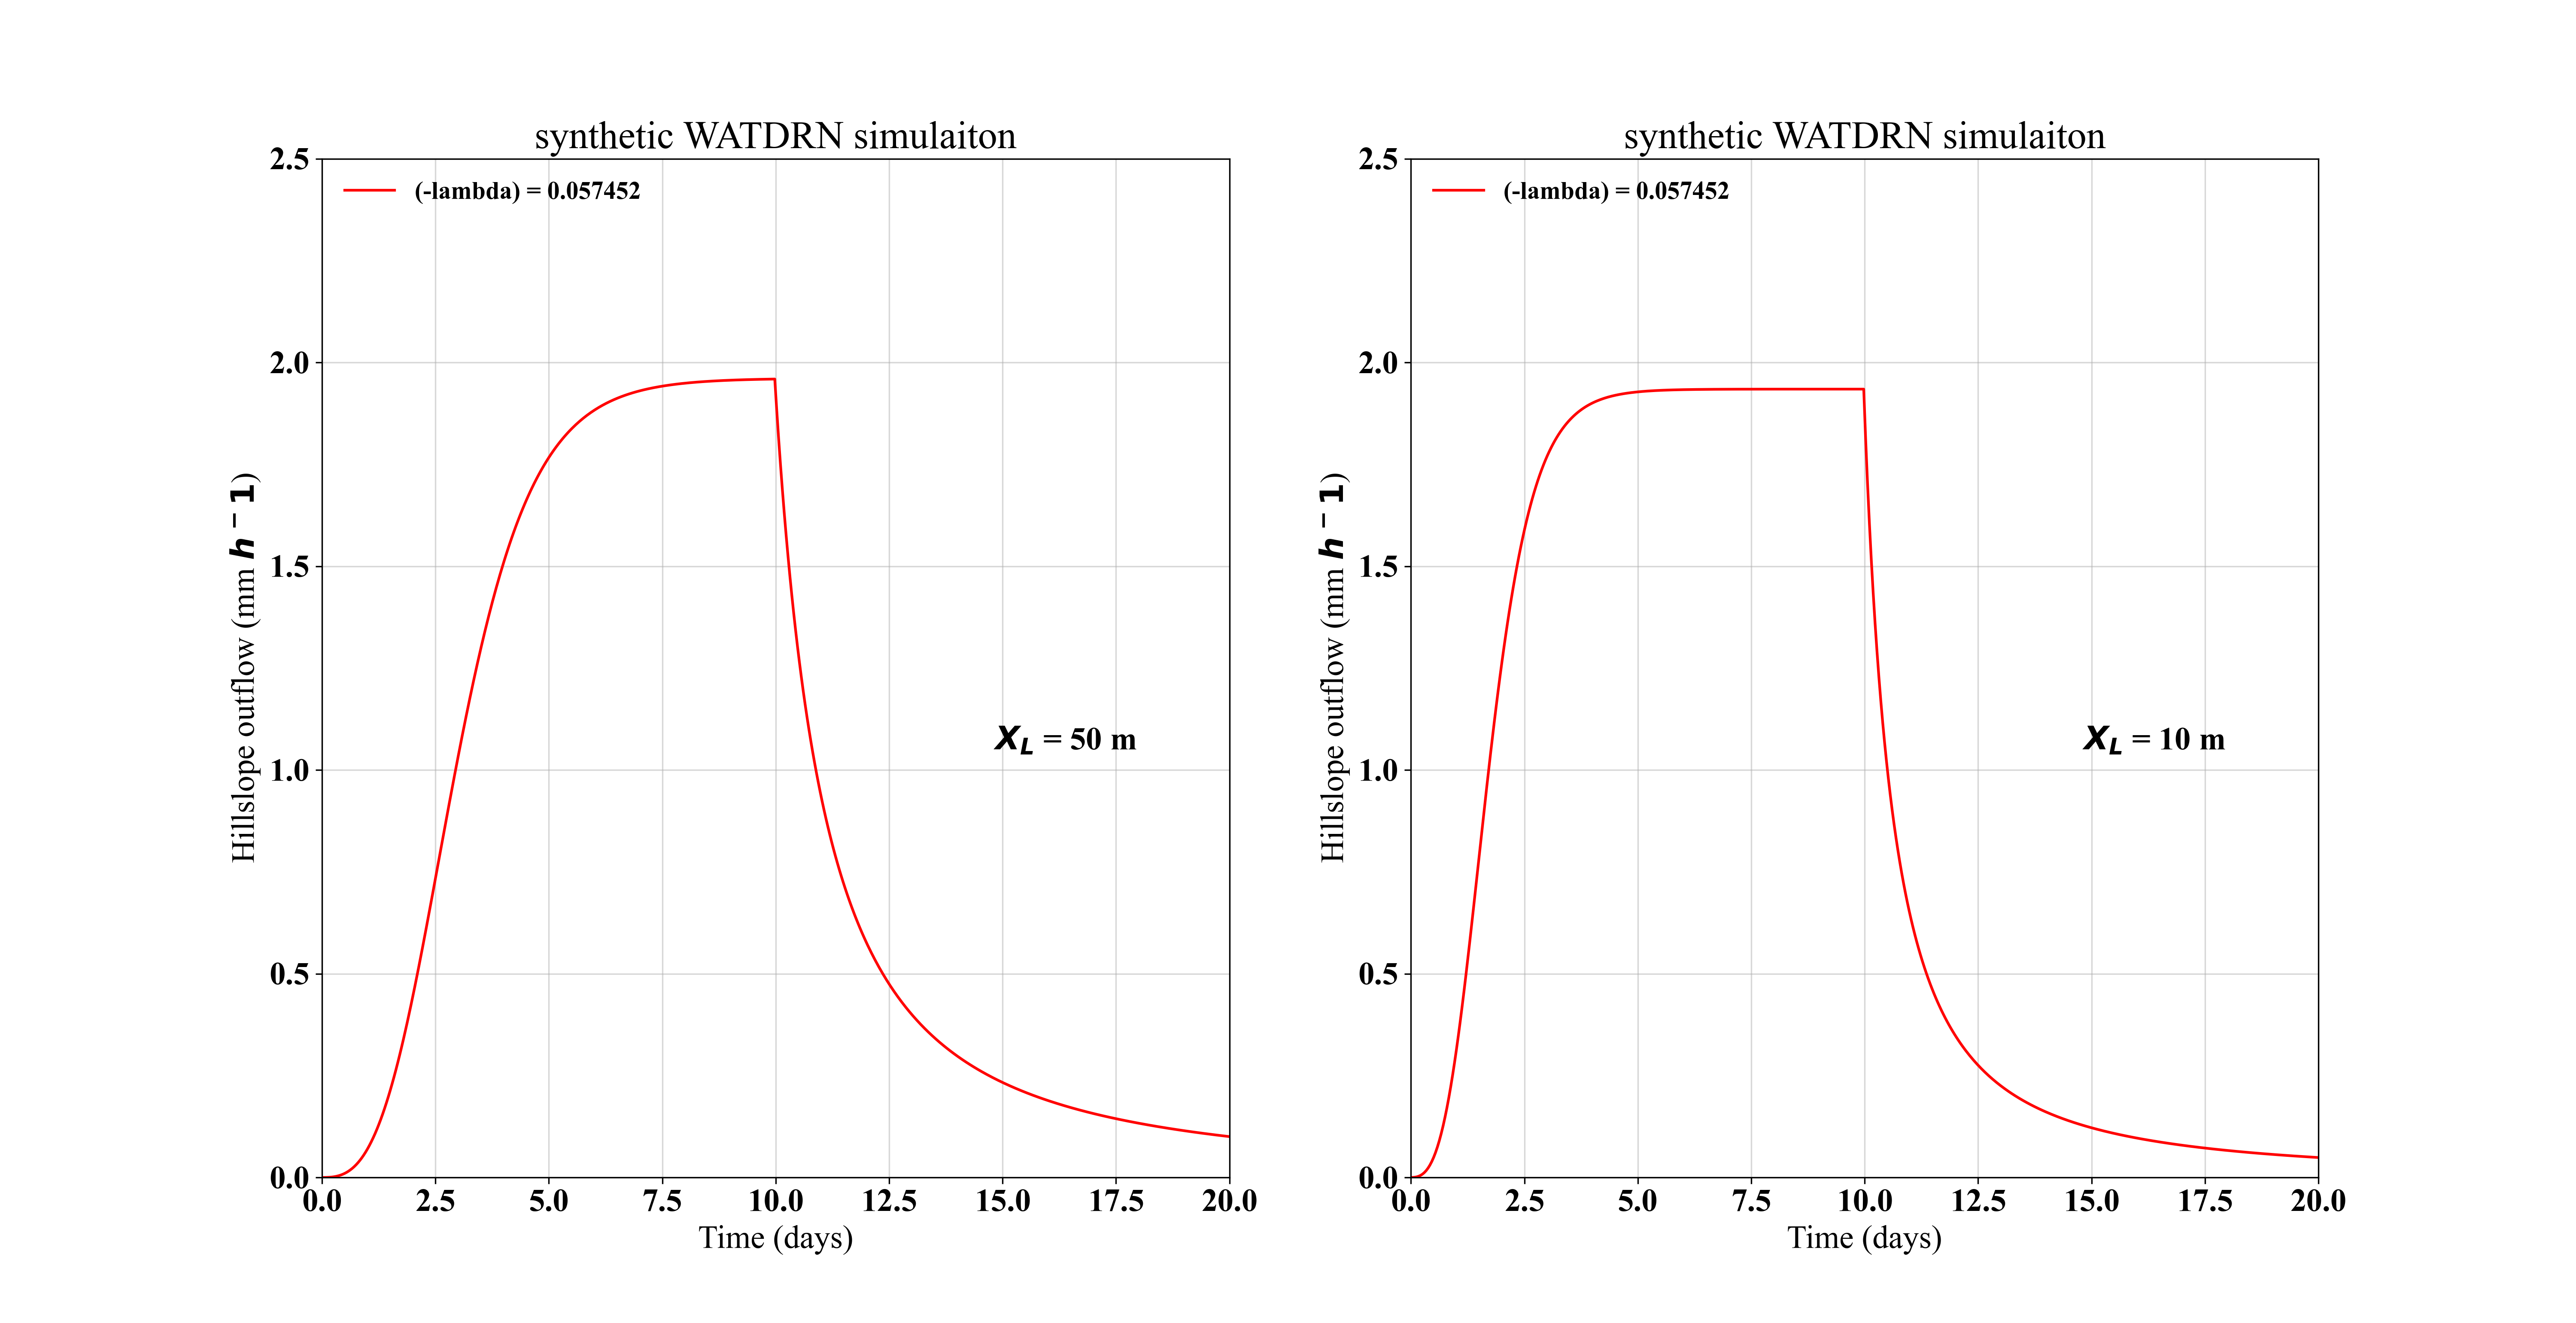 synthetic WATDRN simulaiton
(-lambda) = 0.057452
2.5
2.0
1.5
1.0
0.5
0.0
Hillslope outflow (mm h − 1)
X_L = 50 m
0.0 2.5 5.0 7.5 10.0 12.5 15.0 17.5 20.0
Time (days)
synthetic WATDRN simulaiton
(-lambda) = 0.057452
2.5
2.0
1.5
1.0
0.5
0.0
Hillslope outflow (mm h − 1)
X_L = 10 m
0.0 2.5 5.0 7.5 10.0 12.5 15.0 17.5 20.0
Time (days)